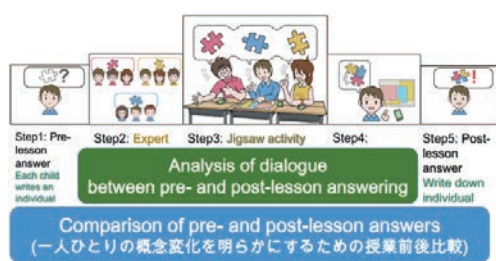 ?
!
Step1: Pre-
lesson
answer
Each child
writes an
individual
Step2: Expert
Step3: Jigsaw activity
Step4:
Step5: Post-
lesson
answer
Write down
individual
Analysis of dialogue
between pre- and post-lesson answering
Comparison of pre- and post-lesson answers
(一人ひとりの概念変化を明らかにするための授業前後比較)